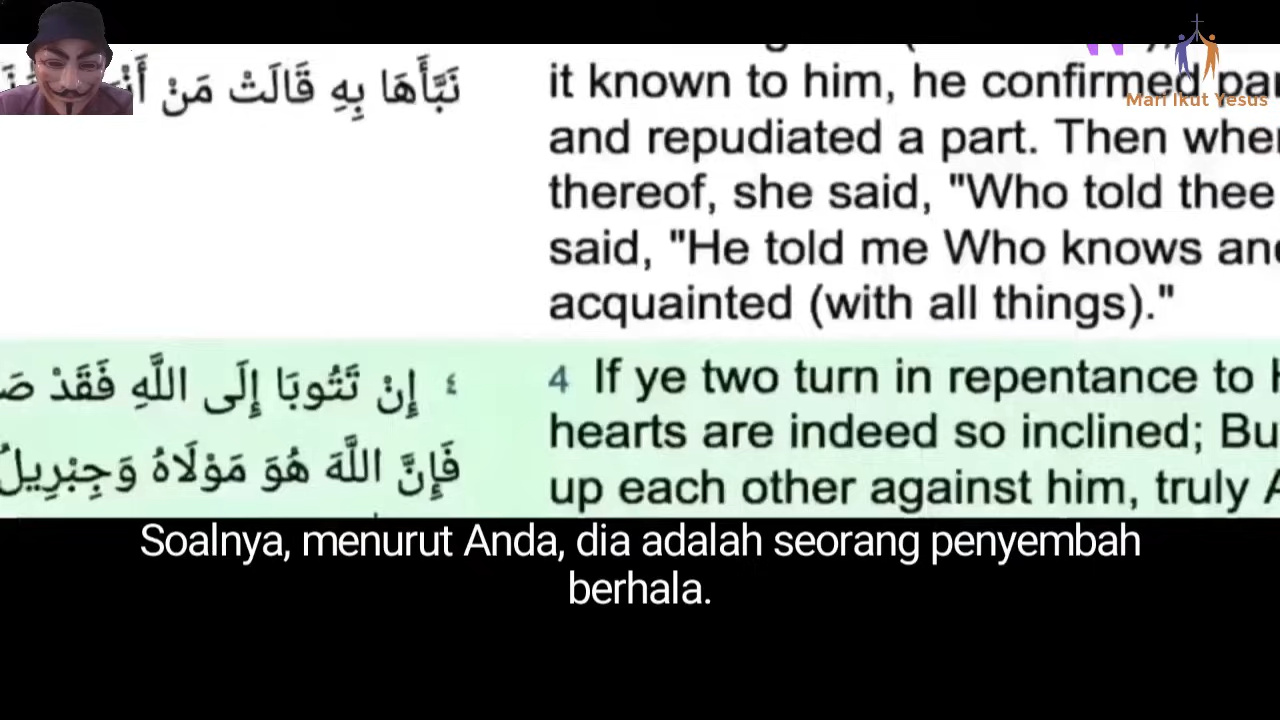 Mari Ikut Yesus
نَبَّأَهَا بِهِ قَالَتْ مَنْ
it known to him, he confirmed
and repudiated a part. Then
thereof, she said, "Who told thee
said, "He told me Who knows
acquainted (with all things)."
٤ إِنْ تَتُوبَا إِلَى اللَّهِ فَقَدْ
فَإِنَّ اللَّهَ هُوَ مَوْلَاهُ وَجِبْرِيلُ
4 If ye two turn in repentance to
hearts are indeed so inclined;
up each other against him, truly
Soalnya, menurut Anda, dia adalah seorang penyembah
berhala.